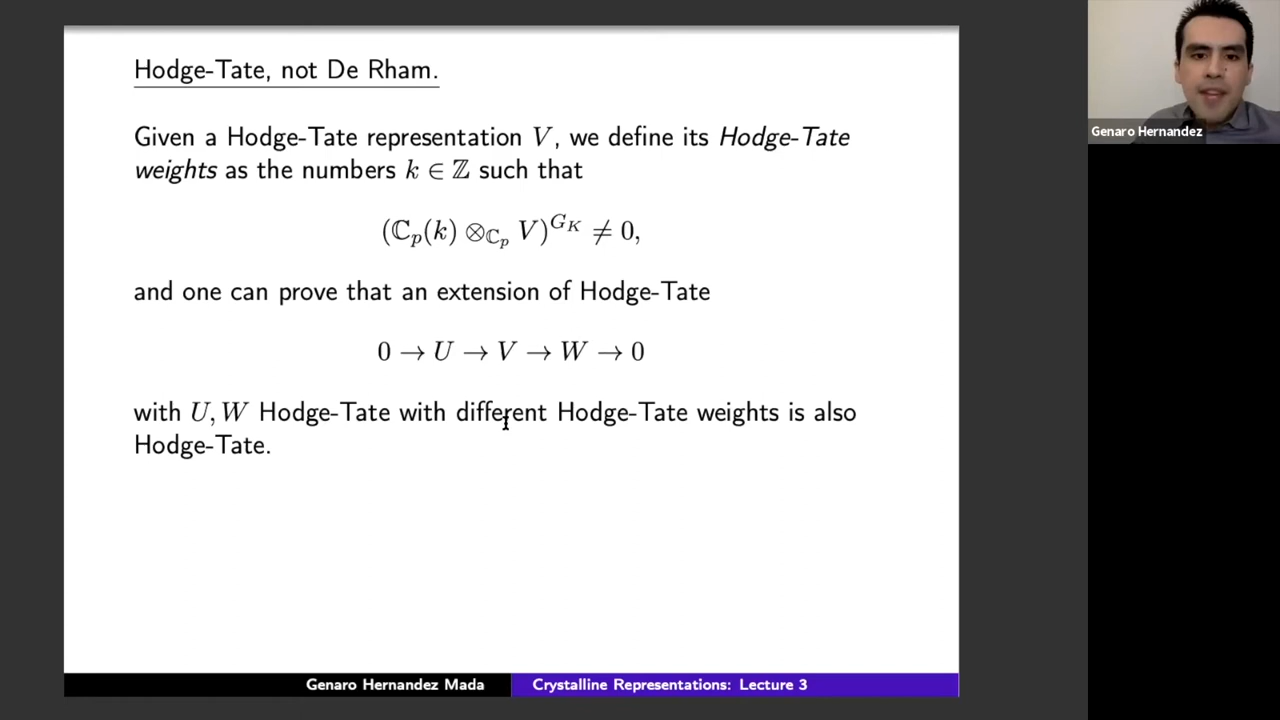 Hodge-Tate, not De Rham.
Given a Hodge-Tate representation V, we define its Hodge-Tate
weights as the numbers k ∈ ℤ such that
(ℂ_p(k) ⊗_{ℂ_p} V)^{G_K} ≠ 0,
and one can prove that an extension of Hodge-Tate
0 → U → V → W → 0
with U, W Hodge-Tate with different Hodge-Tate weights is also
Hodge-Tate.
Genaro Hernandez Mada
Crystalline Representations: Lecture 3
Genaro Hernandez